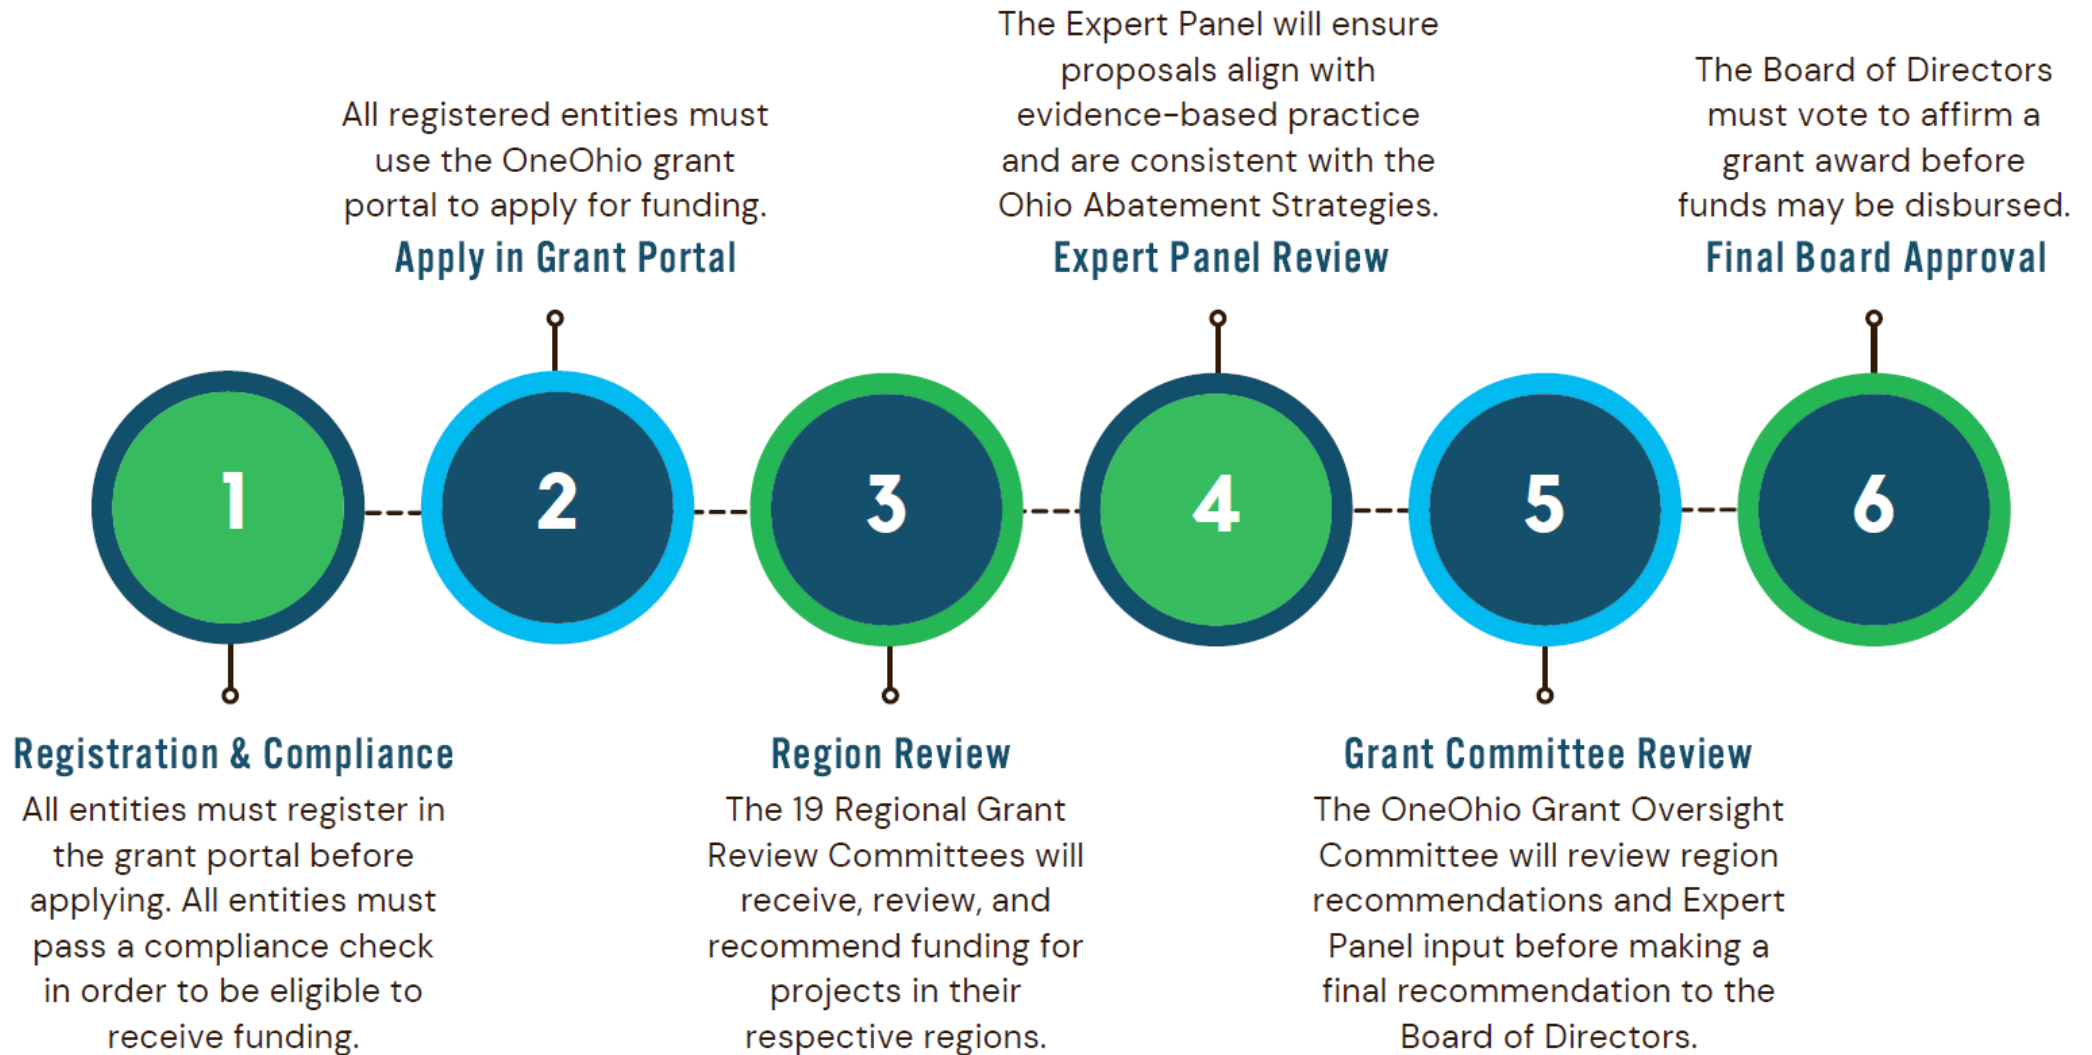 1
Registration & Compliance
All entities must register in
the grant portal before
applying. All entities must
pass a compliance check
in order to be eligible to
receive funding.
All registered entities must
use the OneOhio grant
portal to apply for funding.
Apply in Grant Portal
2
3
Region Review
The 19 Regional Grant
Review Committees will
receive, review, and
recommend funding for
projects in their
respective regions.
The Expert Panel will ensure
proposals align with
evidence-based practice
and are consistent with the
Ohio Abatement Strategies.
Expert Panel Review
4
5
Grant Committee Review
The OneOhio Grant Oversight
Committee will review region
recommendations and Expert
Panel input before making a
final recommendation to the
Board of Directors.
The Board of Directors
must vote to affirm a
grant award before
funds may be disbursed.
Final Board Approval
6